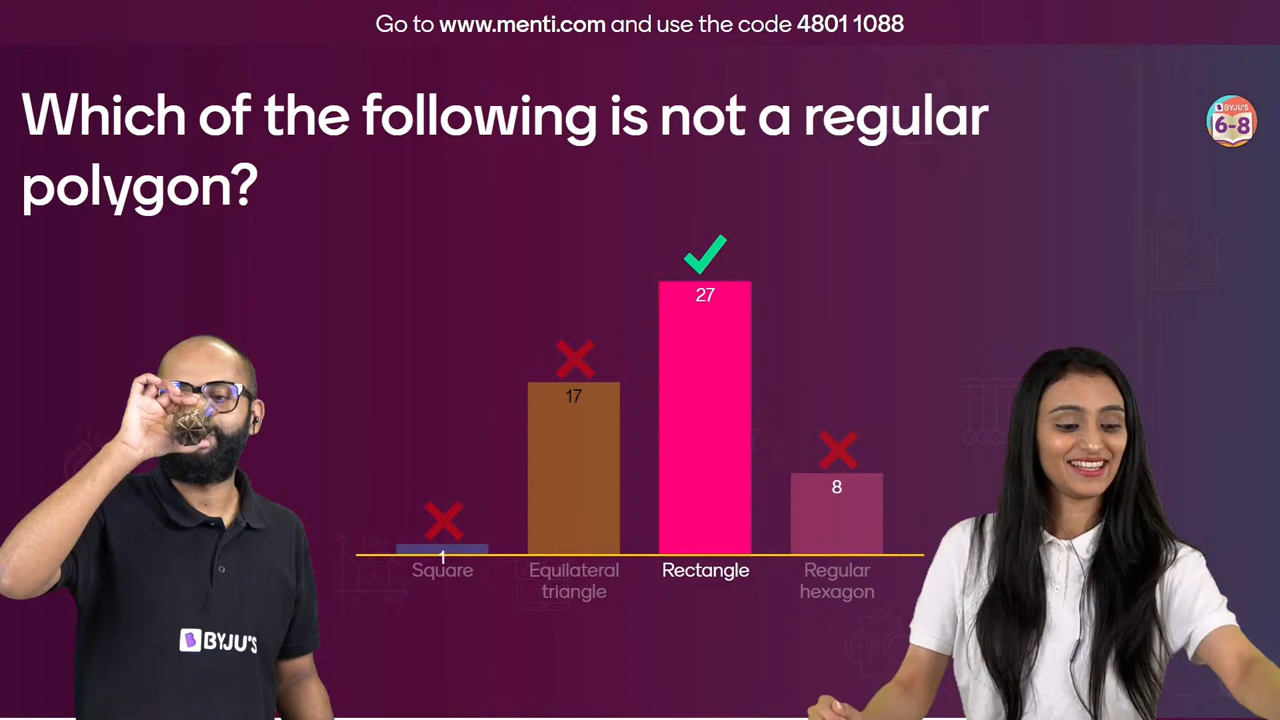 Go to www.menti.com and use the code 4801 1088
Which of the following is not a regular
polygon?
BYJU'S
6-8
27
17
8
1
Square
Equilateral
triangle
Rectangle
Regular
hexagon
BYJU'S